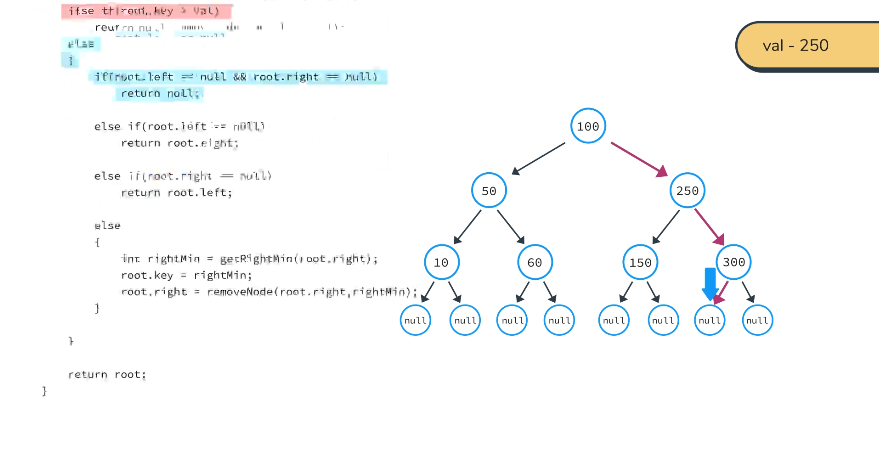 val - 250
else
}
if(root.left == null && root.right == null)
return null;
else if(root.left == null)
return root.eight;
else if(root.right == null)
return root.left;
else
{
int rightMin = getRightMin(root.right);
root.key = rightMin;
root.right = removeNode(root.right,rightMin);
}
}
return root;
}
100
50
250
10
60
150
300
null
null
null
null
null
null
null
null